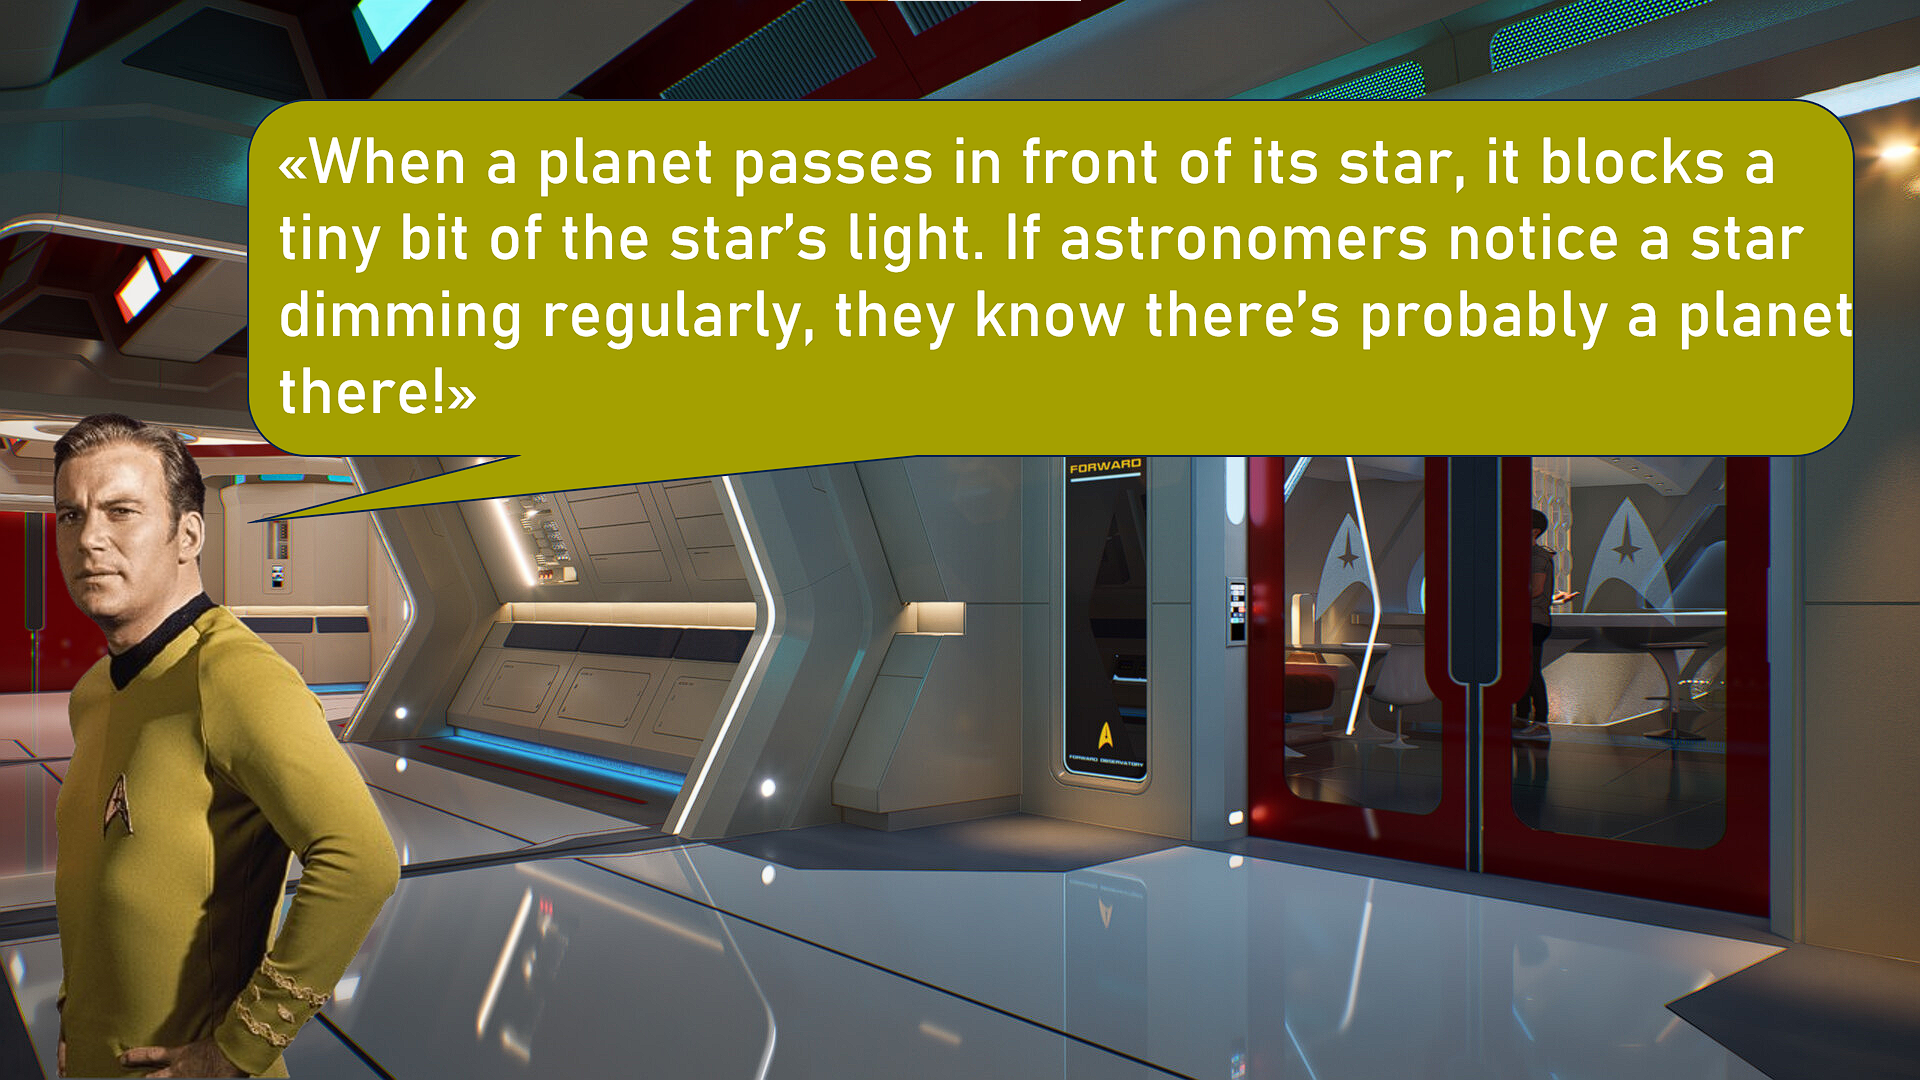 «When a planet passes in front of its star, it blocks a
tiny bit of the star’s light. If astronomers notice a star
dimming regularly, they know there’s probably a planet
there!»
FORWARD
FORWARD OBSERVATORY